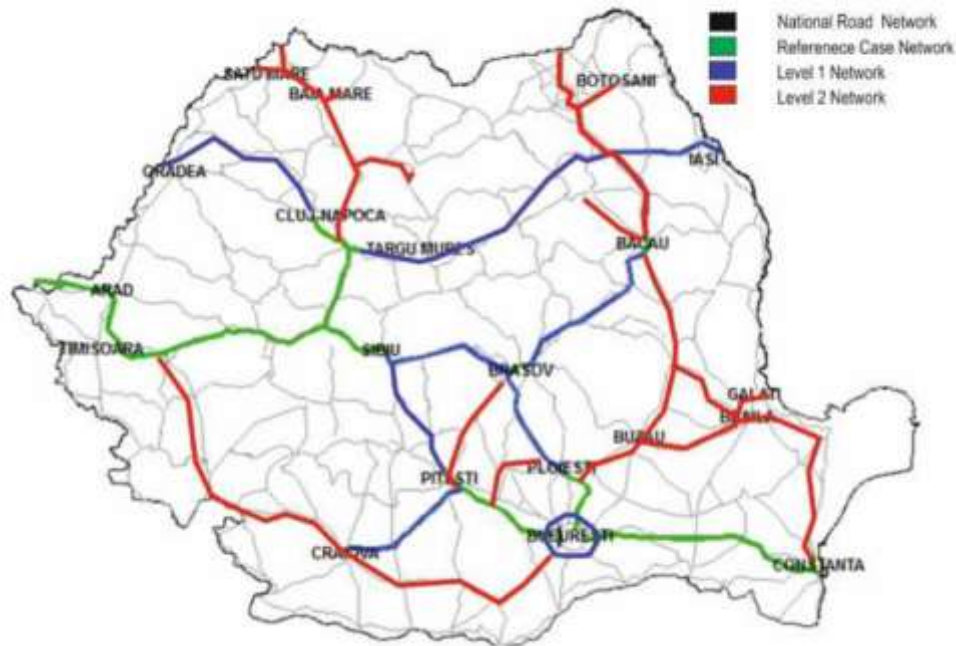 National Road Network
Referenece Case Network
Level 1 Network
Level 2 Network
SATU MARE
BAIA MARE
BOTOSANI
ORADEA
IASI
CLUJ-NAPOCA
TARGU MURES
BACAU
ARAD
TIMISOARA
SIBIU
BRASOV
GALATI
BRAILA
BUZAU
PITESTI
PLOIESTI
BUCURESTI
CRAIOVA
CONSTANTA